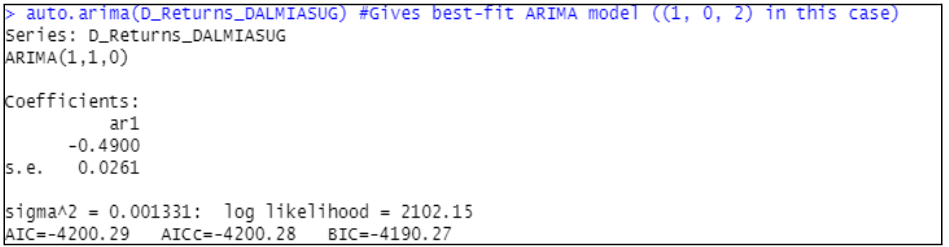 > auto.arima(D_Returns_DALMIASUG) #Gives best-fit ARIMA model ((1, 0, 2) in this case)
Series: D_Returns_DALMIASUG
ARIMA(1,1,0)
Coefficients:
ar1
-0.4900
s.e. 0.0261
sigma^2 = 0.001331: log likelihood = 2102.15
AIC=-4200.29 AICc=-4200.28 BIC=-4190.27